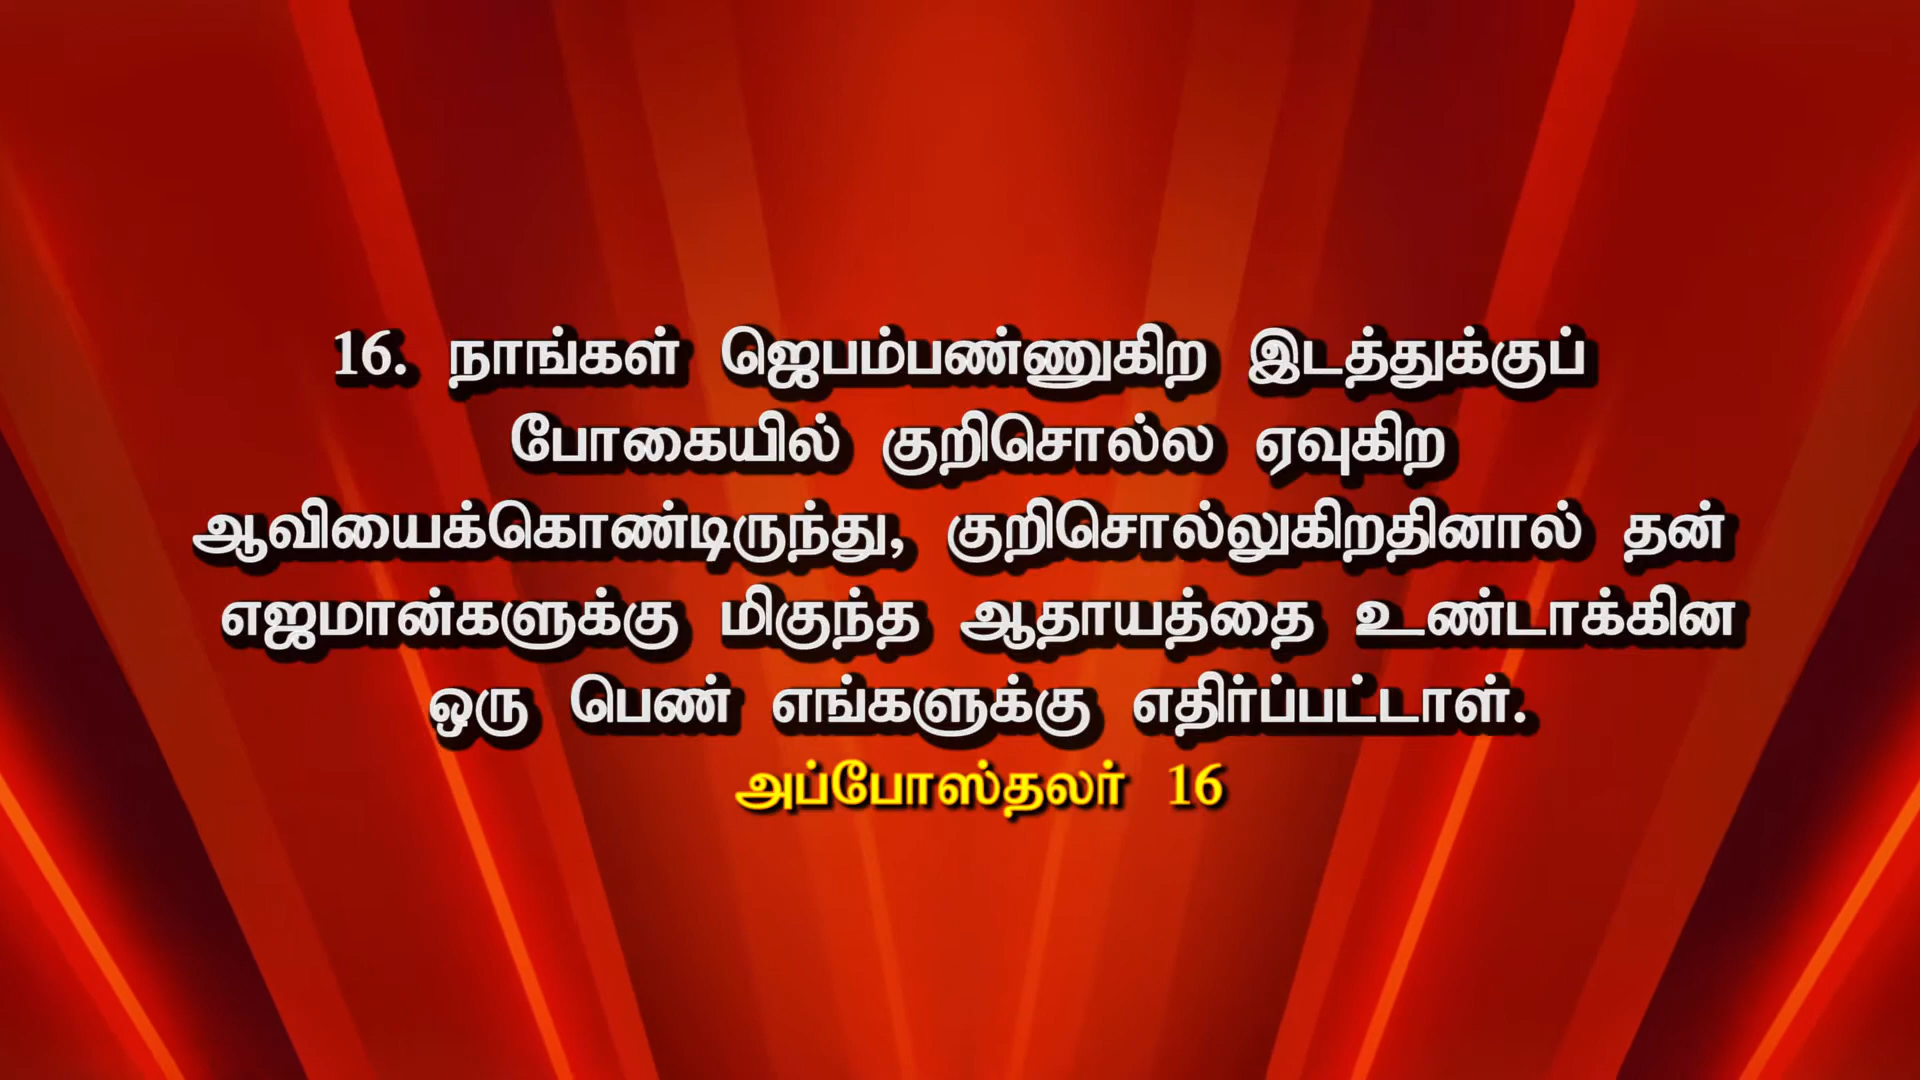 16. நாங்கள் ஜெபம்பண்ணுகிற இடத்துக்குப்
போகையில் குறிசொல்ல ஏவுகிற
ஆவியைக்கொண்டிருந்து, குறிசொல்லுகிறதினால் தன்
எஜமான்களுக்கு மிகுந்த ஆதாயத்தை உண்டாக்கின
ஒரு பெண் எங்களுக்கு எதிர்ப்பட்டாள்.
அப்போஸ்தலர் 16